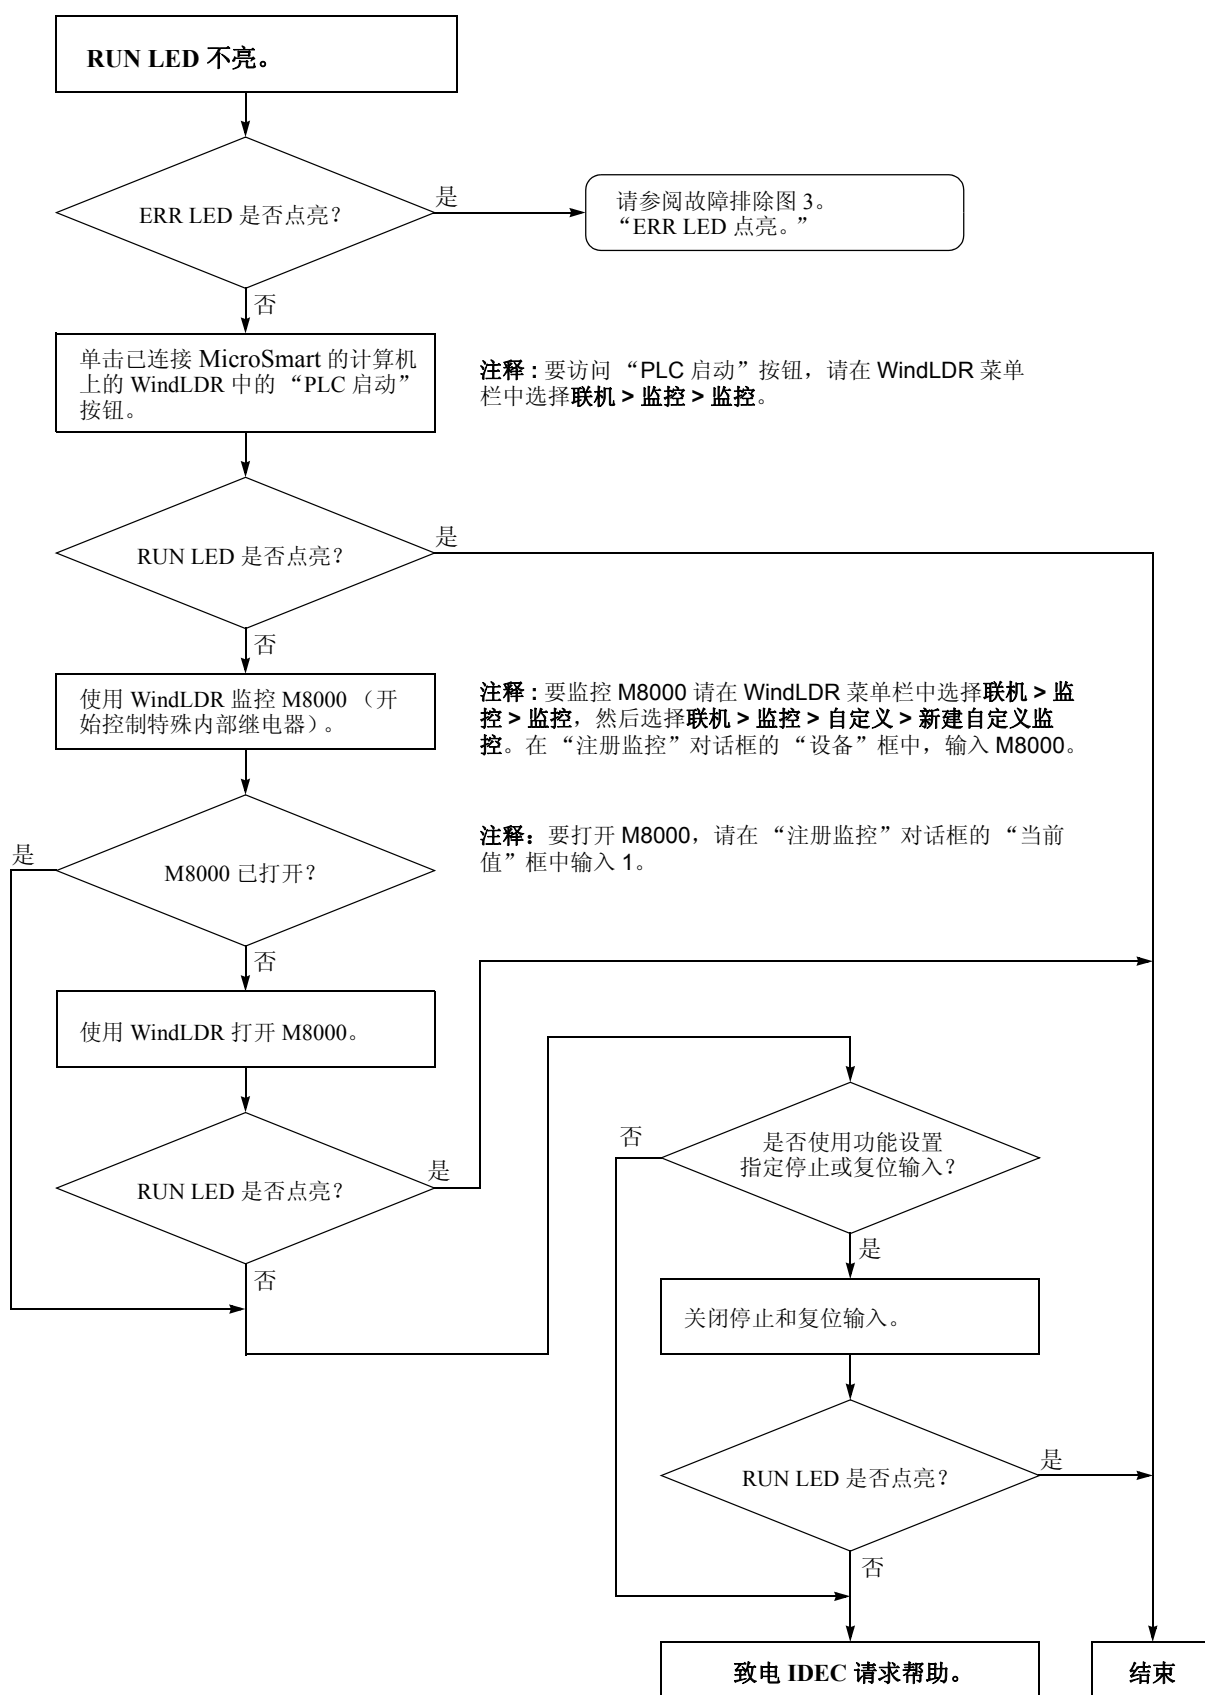 RUN LED 不亮。
ERR LED 是否点亮？
是
请参阅故障排除图 3。
“ERR LED 点亮。”
否
单击已连接 MicroSmart 的计算机
上的 WindLDR 中的 “PLC 启动”
按钮。
注释 : 要访问 “PLC 启动”按钮，请在 WindLDR 菜单
栏中选择联机 > 监控 > 监控。
RUN LED 是否点亮？
是
否
使用 WindLDR 监控 M8000 （开
始控制特殊内部继电器）。
注释 : 要监控 M8000 请在 WindLDR 菜单栏中选择联机 > 监
控 > 监控，然后选择联机 > 监控 > 自定义 > 新建自定义监
控。在 “注册监控”对话框的 “设备”框中，输入 M8000。
注释：要打开 M8000，请在 “注册监控”对话框的 “当前
值”框中输入 1。
是
M8000 已打开？
否
使用 WindLDR 打开 M8000。
RUN LED 是否点亮？
是
否
否
是否使用功能设置
指定停止或复位输入？
是
关闭停止和复位输入。
RUN LED 是否点亮？
是
否
致电 IDEC 请求帮助。
结束